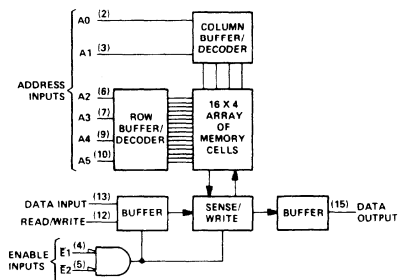 A0 (2)
A1 (3)
COLUMN
BUFFER/
DECODER
ADDRESS
INPUTS
A2 (6)
A3 (7)
A4 (9)
A5 (10)
ROW
BUFFER/
DECODER
16 X 4
ARRAY
OF
MEMORY
CELLS
DATA INPUT (13)
READ/WRITE (12)
BUFFER
SENSE/
WRITE
BUFFER
(15) DATA
OUTPUT
ENABLE
INPUTS
E1 (4)
E2 (5)